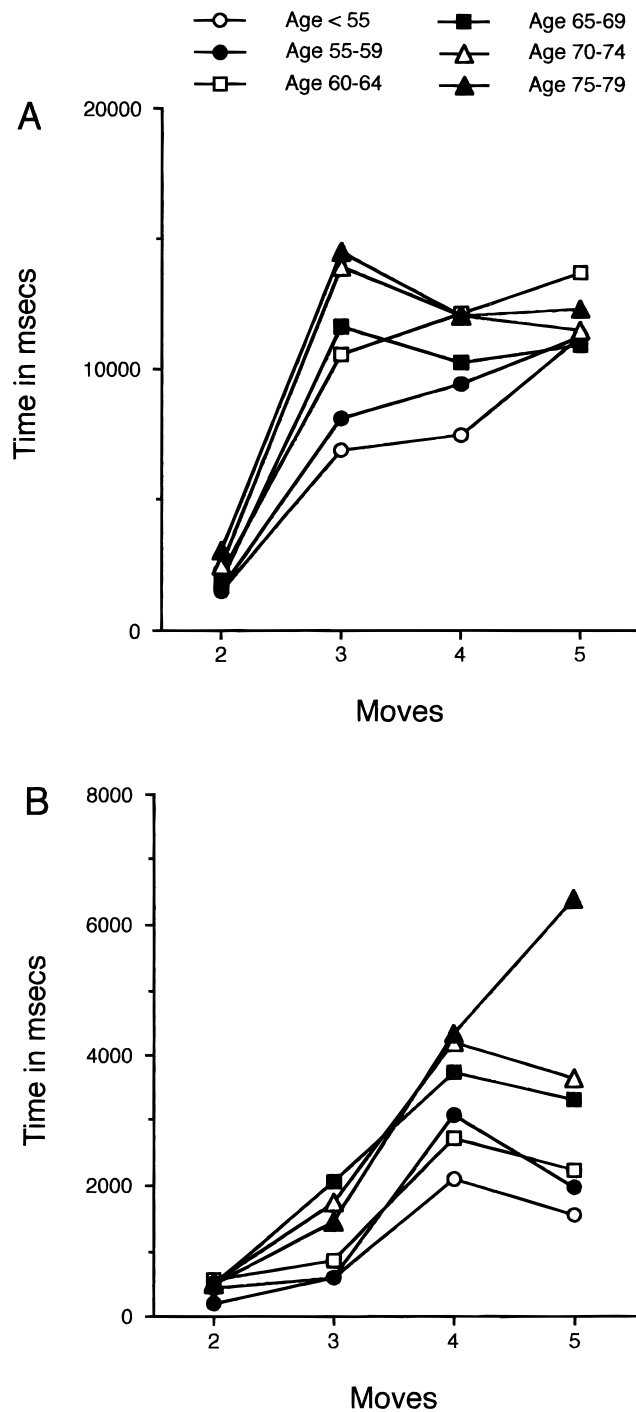 Age < 55
Age 55-59
Age 60-64
Age 65-69
Age 70-74
Age 75-79
A
20000
10000
0
Time in msecs
2 3 4 5
Moves
B
8000
6000
4000
2000
0
Time in msecs
2 3 4 5
Moves